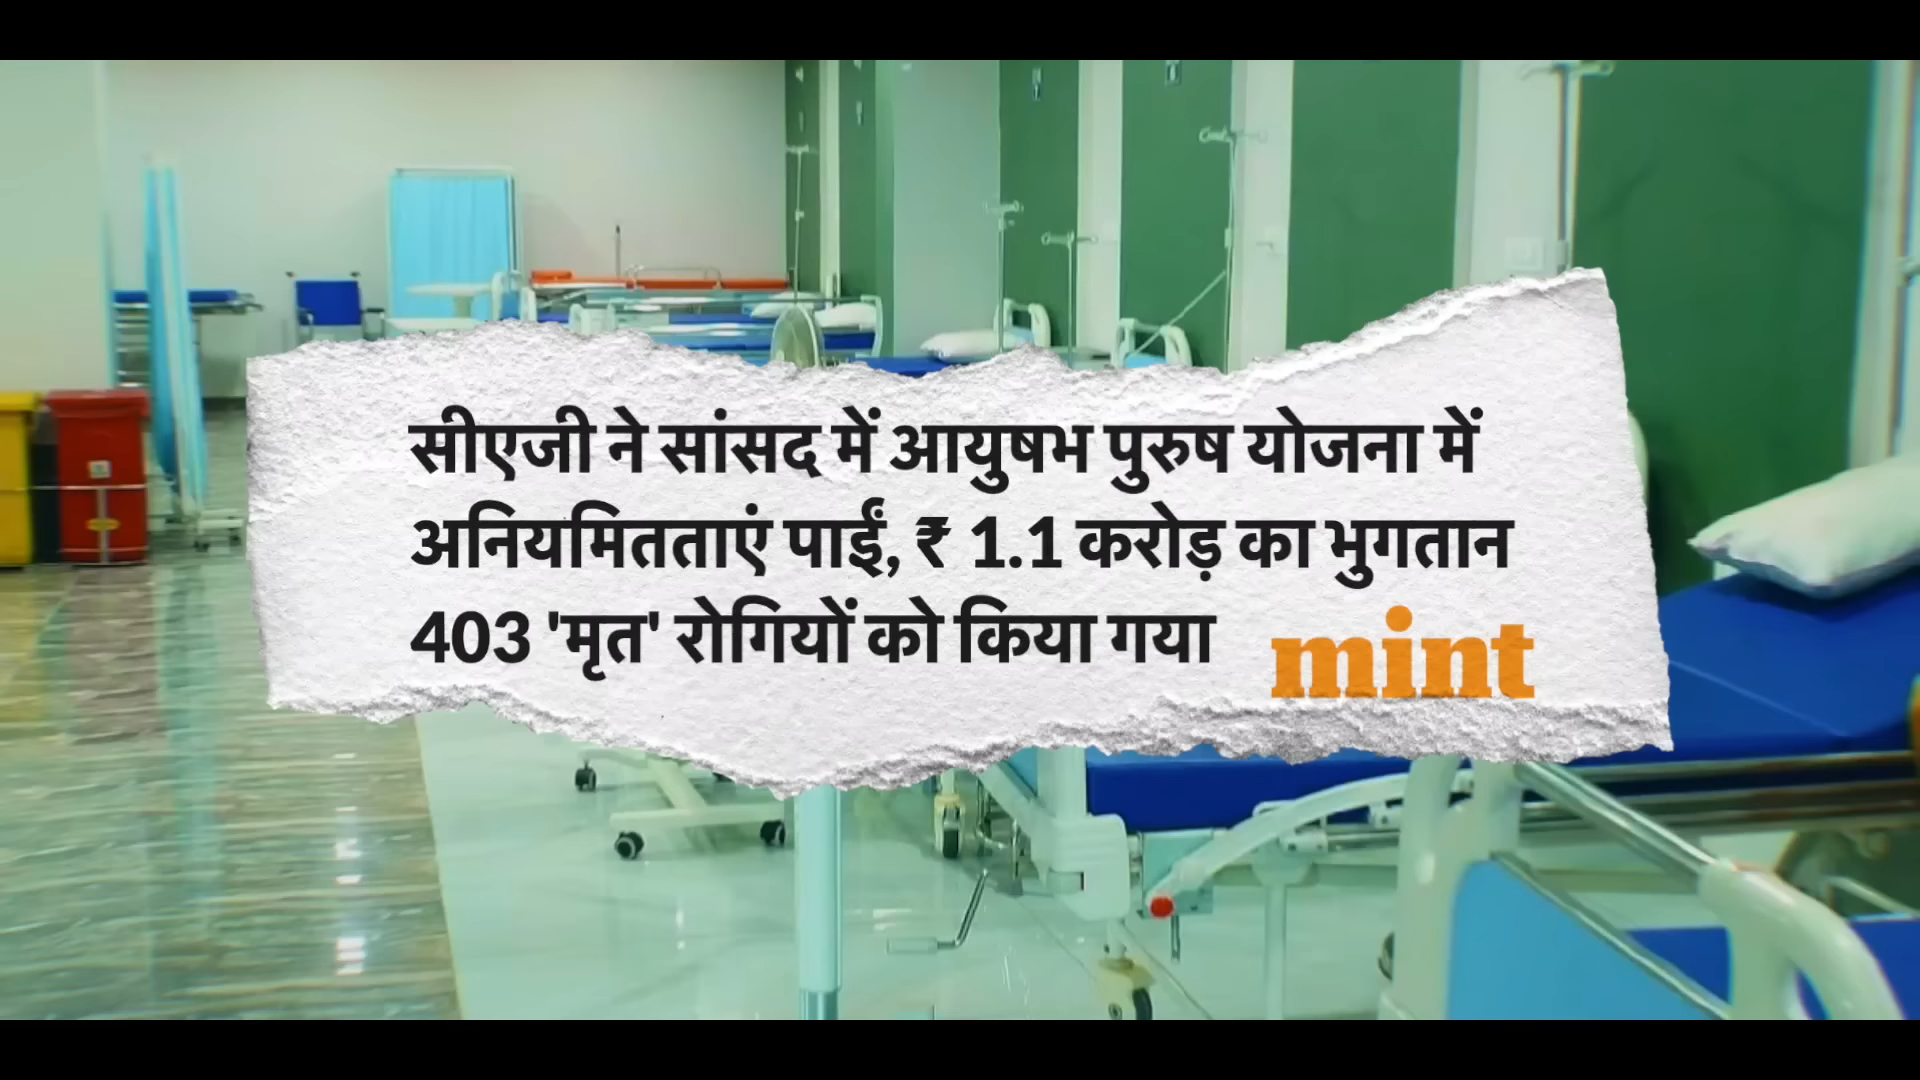 सीएजी ने सांसद में आयुषभ पुरुष योजना में
अनियमितताएं पाईं, ₹ 1.1 करोड़ का भुगतान
403 'मृत' रोगियों को किया गया
mint